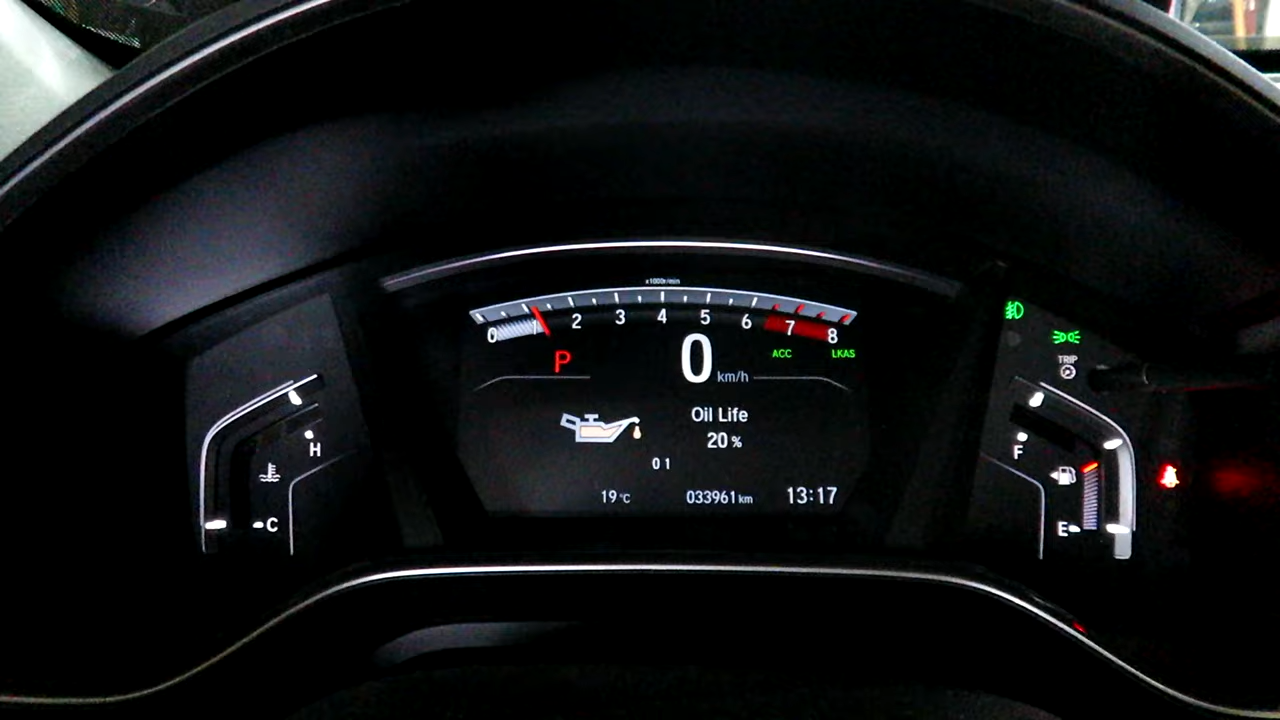 x1000r/min
0 1 2 3 4 5 6 7 8
P
0 km/h
ACC
LKAS
TRIP
Oil Life
20 %
0 1
H
C
F
E
19 °C
033961 km
13:17